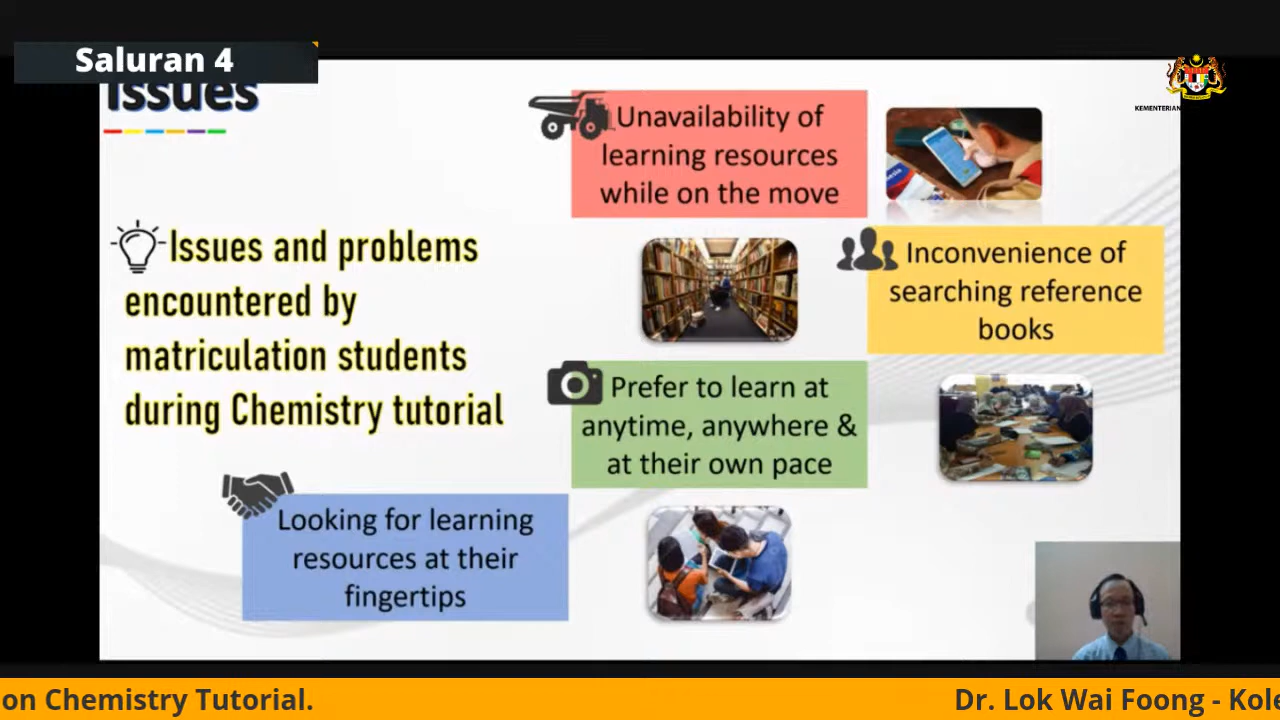 Saluran 4
Issues
KEMENTERIAN
Unavailability of
learning resources
while on the move
Issues and problems
encountered by
matriculation students
during Chemistry tutorial
Inconvenience of
searching reference
books
Prefer to learn at
anytime, anywhere &
at their own pace
Looking for learning
resources at their
fingertips
on Chemistry Tutorial.
Dr. Lok Wai Foong - Kole